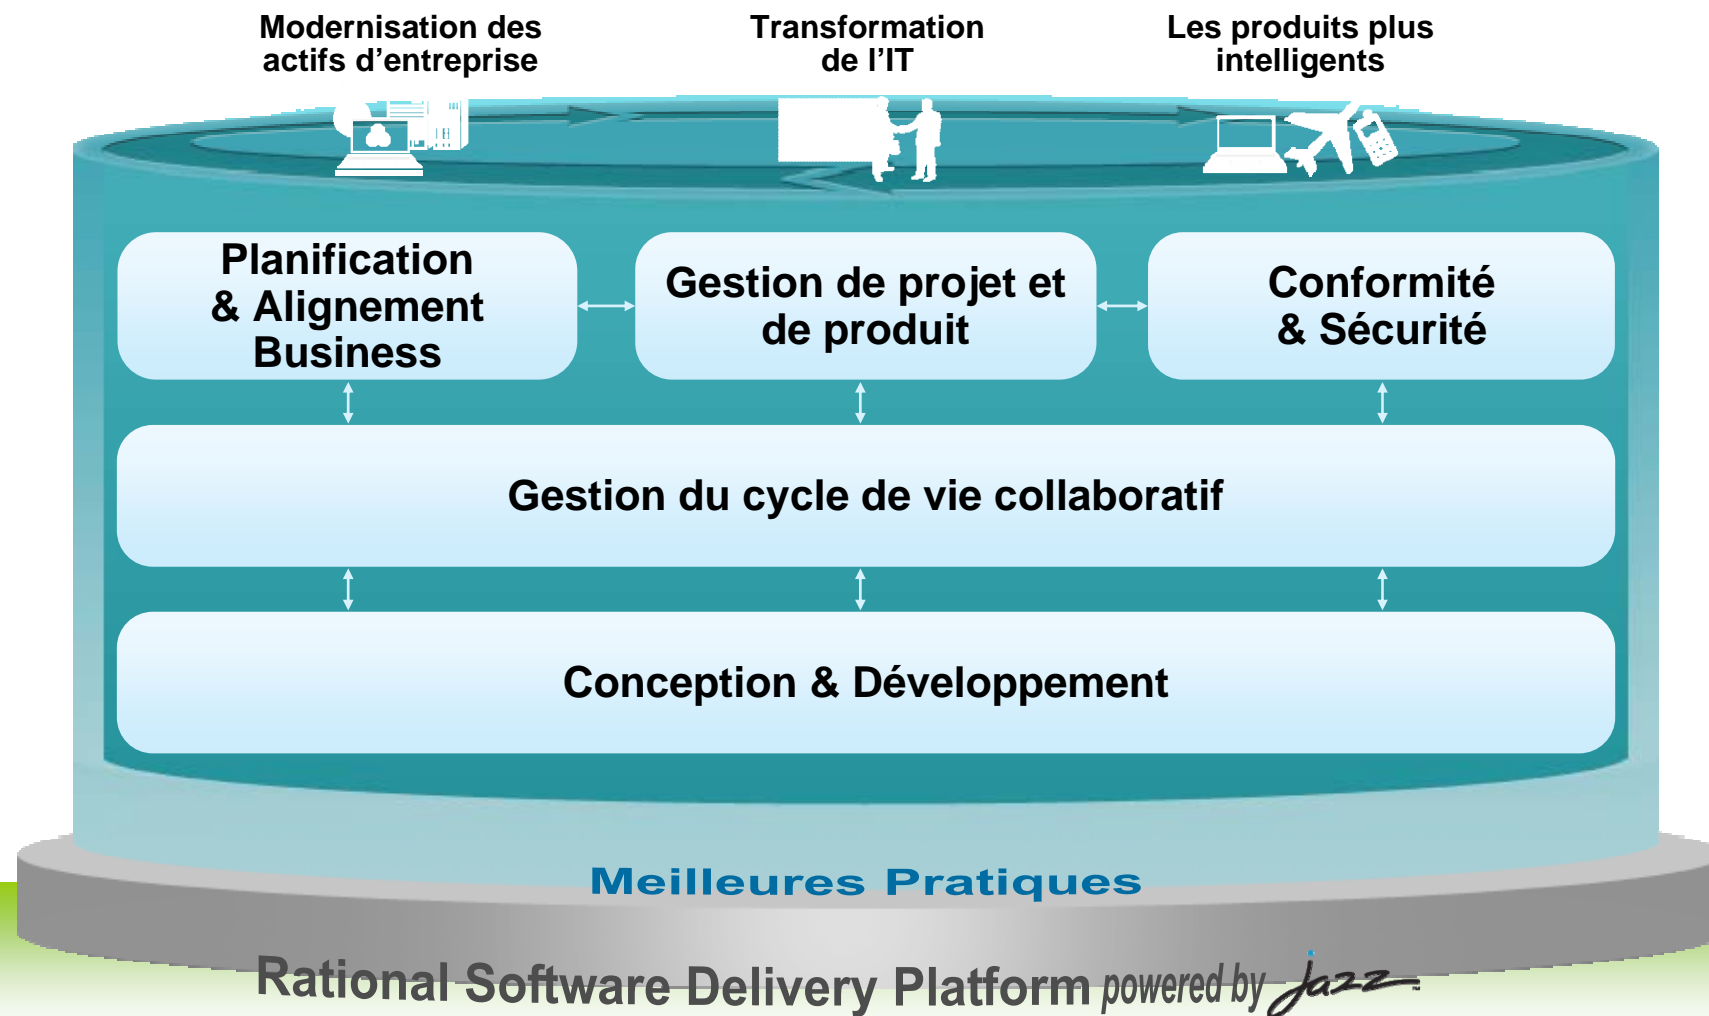 Modernisation des
actifs d’entreprise
Transformation
de l’IT
Les produits plus
intelligents
Planification
& Alignement
Business
Gestion de projet et
de produit
Conformité
& Sécurité
Gestion du cycle de vie collaboratif
Conception & Développement
Meilleures Pratiques
Rational Software Delivery Platform powered by jazz™